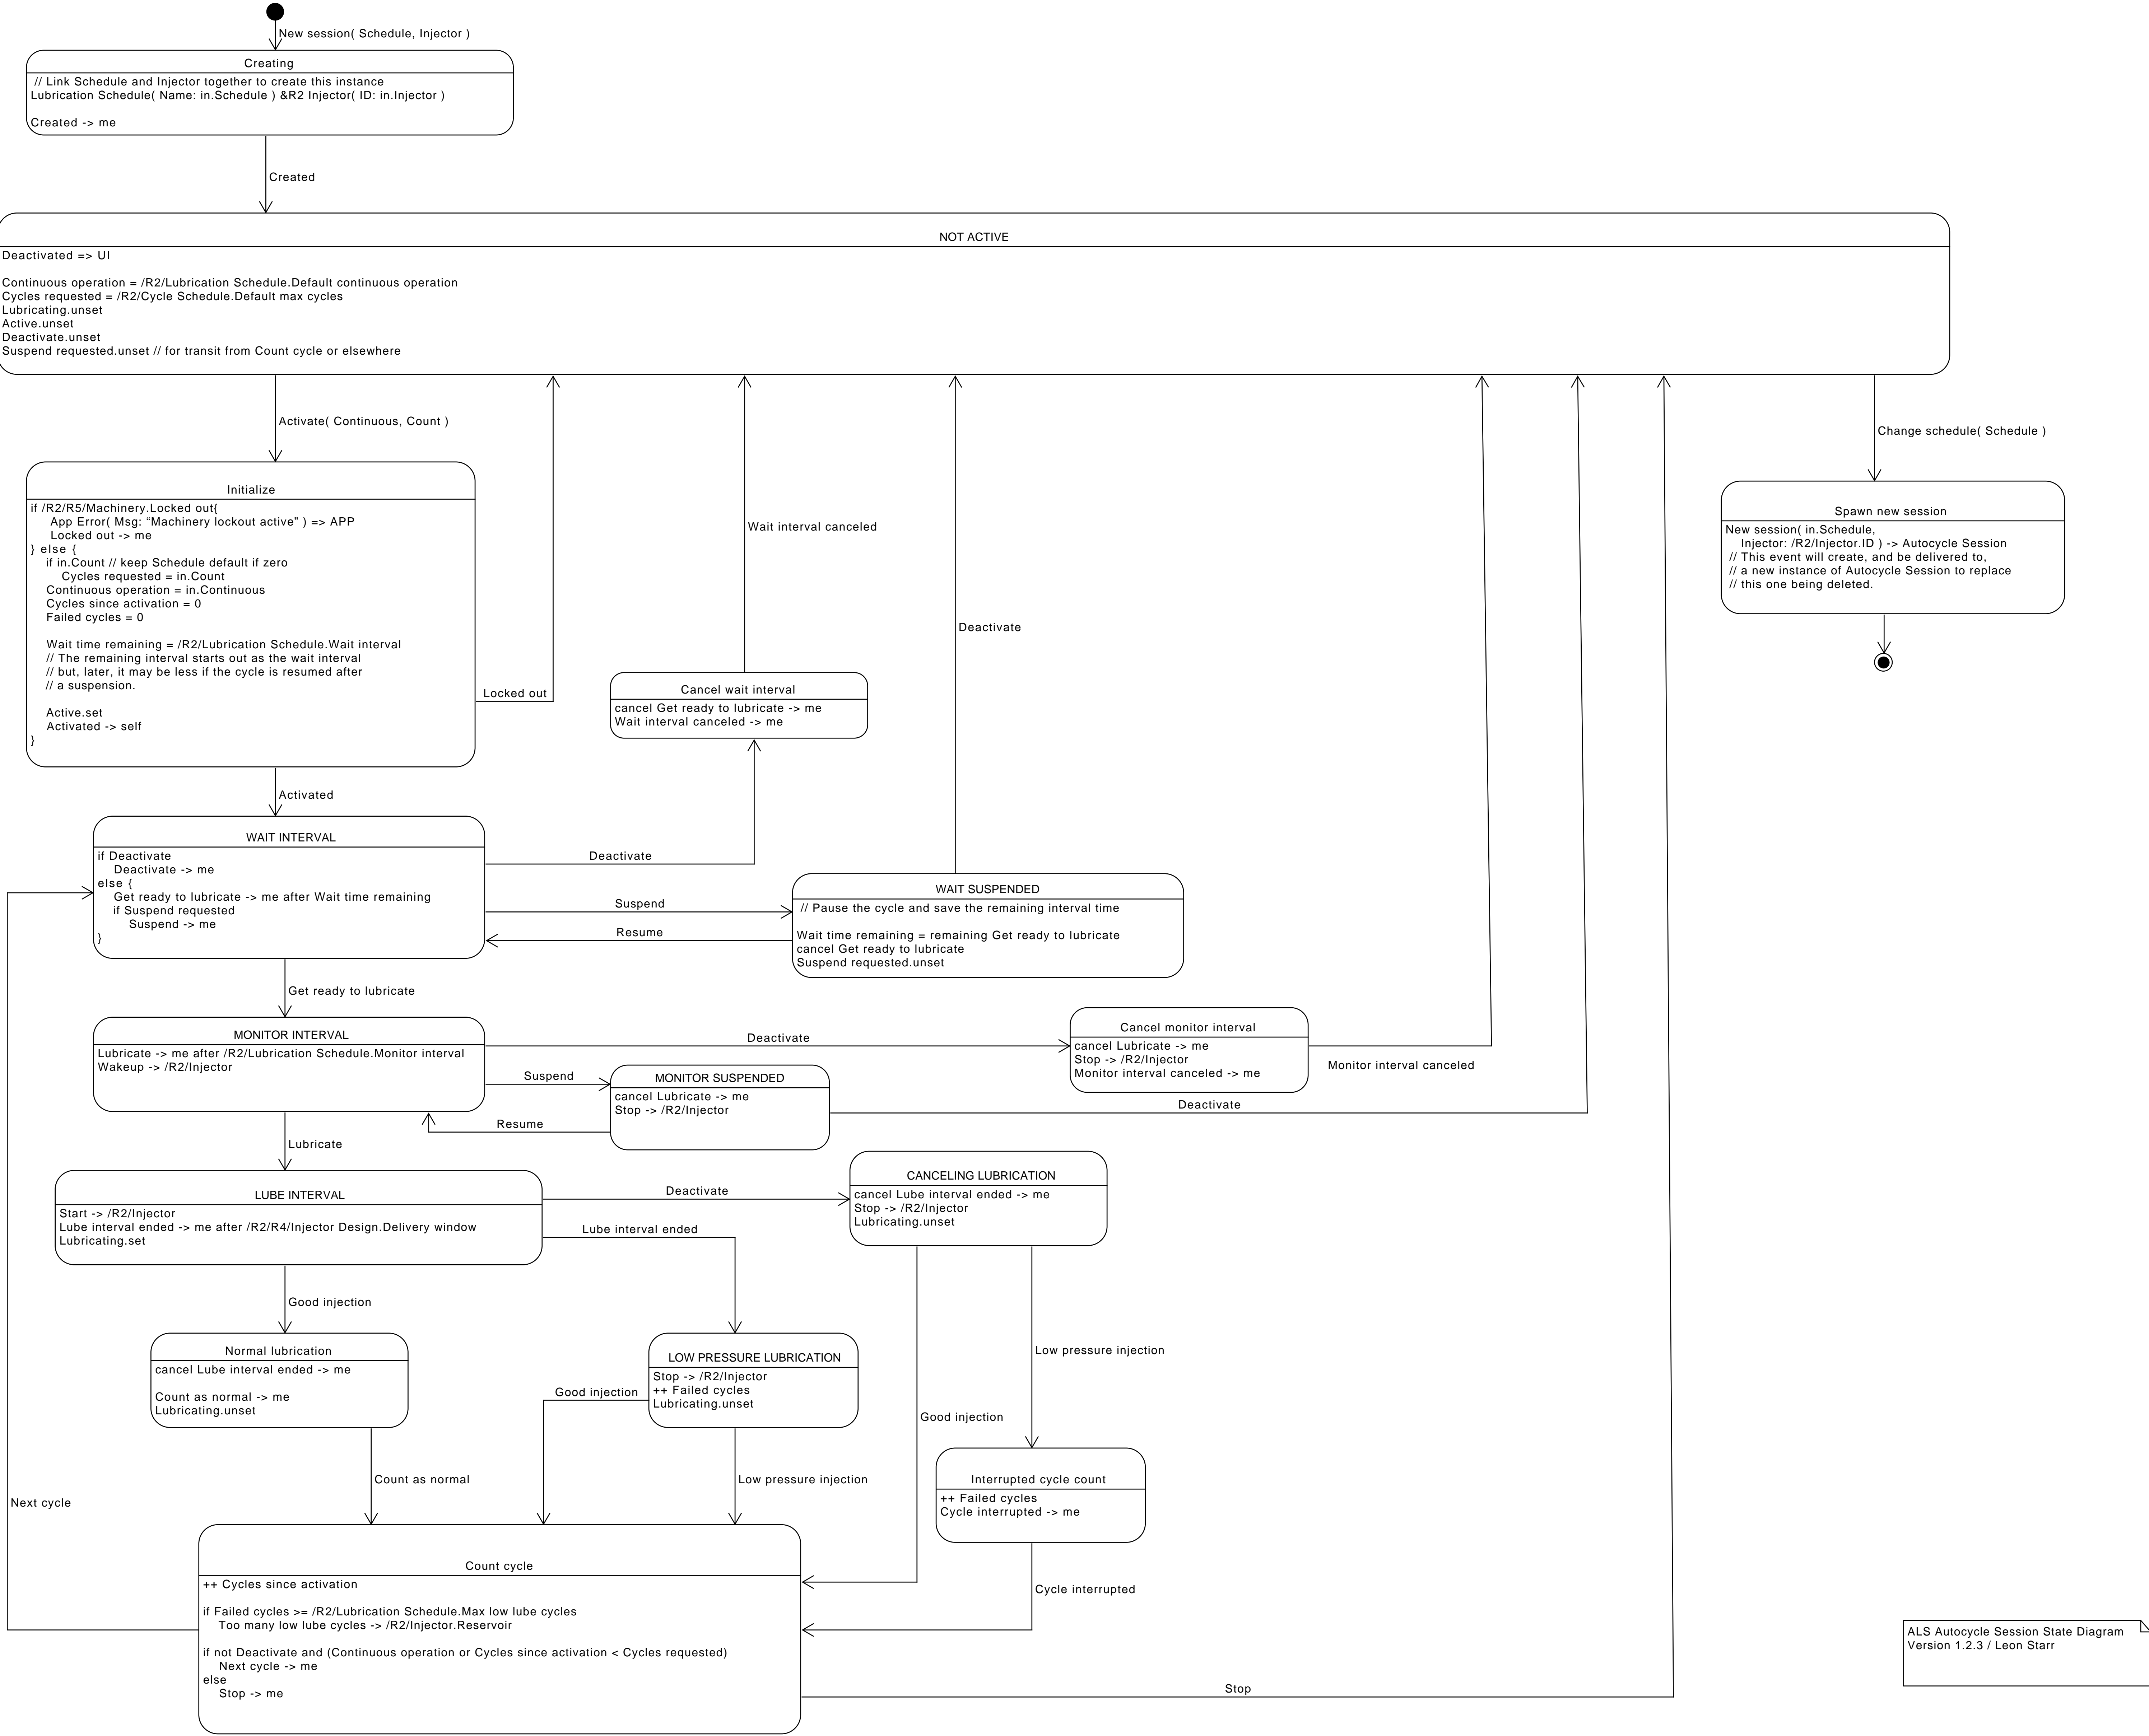 New session( Schedule, Injector )
Creating
// Link Schedule and Injector together to create this instance
Lubrication Schedule( Name: in.Schedule ) &R2 Injector( ID: in.Injector )
Created -> me
Created
NOT ACTIVE
Deactivated => UI
Continuous operation = /R2/Lubrication Schedule.Default continuous operation
Cycles requested = /R2/Cycle Schedule.Default max cycles
Lubricating.unset
Active.unset
Deactivate.unset
Suspend requested.unset // for transit from Count cycle or elsewhere
Activate( Continuous, Count )
Change schedule( Schedule )
Initialize
if /R2/R5/Machinery.Locked out{
App Error( Msg: “Machinery lockout active” ) => APP
Locked out -> me
} else {
if in.Count // keep Schedule default if zero
Cycles requested = in.Count
Continuous operation = in.Continuous
Cycles since activation = 0
Failed cycles = 0
Wait time remaining = /R2/Lubrication Schedule.Wait interval
// The remaining interval starts out as the wait interval
// but, later, it may be less if the cycle is resumed after
// a suspension.
Active.set
Activated -> self
}
Locked out
Wait interval canceled
Deactivate
Spawn new session
New session( in.Schedule,
Injector: /R2/Injector.ID ) -> Autocycle Session
// This event will create, and be delivered to,
// a new instance of Autocycle Session to replace
// this one being deleted.
Cancel wait interval
cancel Get ready to lubricate -> me
Wait interval canceled -> me
Activated
WAIT INTERVAL
if Deactivate
Deactivate -> me
else {
Get ready to lubricate -> me after Wait time remaining
if Suspend requested
Suspend -> me
}
Deactivate
Suspend
Resume
WAIT SUSPENDED
// Pause the cycle and save the remaining interval time
Wait time remaining = remaining Get ready to lubricate
cancel Get ready to lubricate
Suspend requested.unset
Get ready to lubricate
MONITOR INTERVAL
Lubricate -> me after /R2/Lubrication Schedule.Monitor interval
Wakeup -> /R2/Injector
Deactivate
Suspend
Resume
MONITOR SUSPENDED
cancel Lubricate -> me
Stop -> /R2/Injector
Cancel monitor interval
cancel Lubricate -> me
Stop -> /R2/Injector
Monitor interval canceled -> me
Monitor interval canceled
Deactivate
Lubricate
LUBE INTERVAL
Start -> /R2/Injector
Lube interval ended -> me after /R2/R4/Injector Design.Delivery window
Lubricating.set
Deactivate
Lube interval ended
CANCELING LUBRICATION
cancel Lube interval ended -> me
Stop -> /R2/Injector
Lubricating.unset
Good injection
Normal lubrication
cancel Lube interval ended -> me
Count as normal -> me
Lubricating.unset
LOW PRESSURE LUBRICATION
Stop -> /R2/Injector
++ Failed cycles
Lubricating.unset
Low pressure injection
Good injection
Good injection
Count as normal
Low pressure injection
Interrupted cycle count
++ Failed cycles
Cycle interrupted -> me
Next cycle
Cycle interrupted
Count cycle
++ Cycles since activation
if Failed cycles >= /R2/Lubrication Schedule.Max low lube cycles
Too many low lube cycles -> /R2/Injector.Reservoir
if not Deactivate and (Continuous operation or Cycles since activation < Cycles requested)
Next cycle -> me
else
Stop -> me
Stop
ALS Autocycle Session State Diagram
Version 1.2.3 / Leon Starr